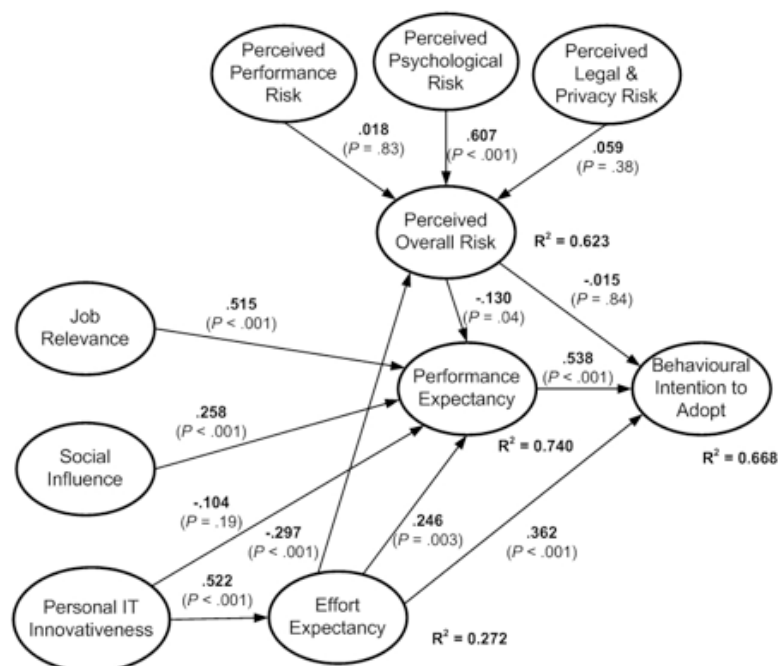 Perceived
Performance
Risk
Perceived
Psychological
Risk
Perceived
Legal &
Privacy Risk
.018
(P = .83)
.607
(P < .001)
.059
(P = .38)
Perceived
Overall Risk
R² = 0.623
-.130
(P = .04)
-.015
(P = .84)
Job
Relevance
.515
(P < .001)
Performance
Expectancy
R² = 0.740
.538
(P < .001)
Behavioural
Intention to
Adopt
R² = 0.668
Social
Influence
.258
(P < .001)
-.104
(P = .19)
-.297
(P < .001)
.246
(P = .003)
.362
(P < .001)
Personal IT
Innovativeness
.522
(P < .001)
Effort
Expectancy
R² = 0.272